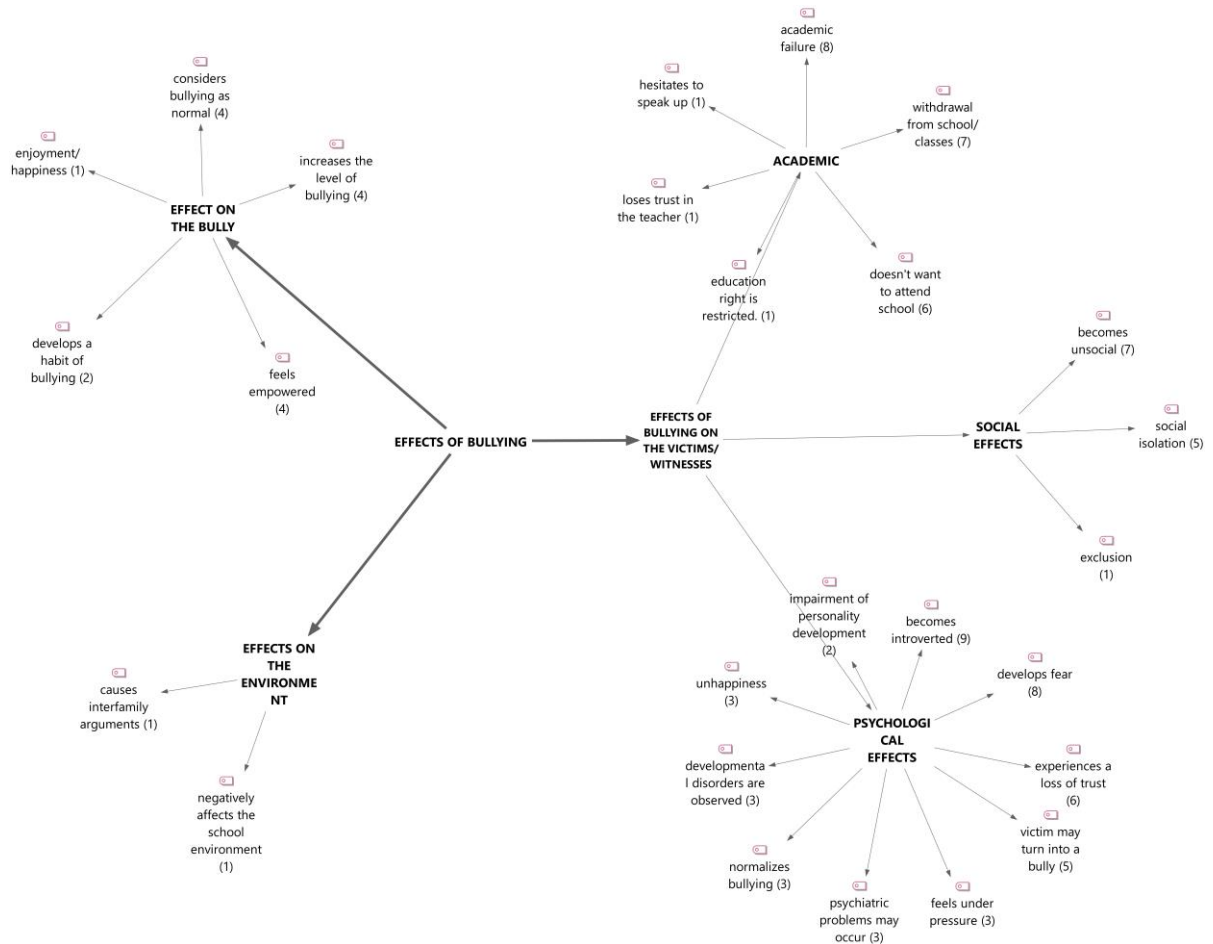 considers
bullying as
normal (4)
enjoyment/
happiness (1)
increases the
level of
bullying (4)
EFFECT ON
THE BULLY
develops a
habit of
bullying (2)
feels
empowered
(4)
academic
failure (8)
hesitates to
speak up (1)
withdrawal
from school/
classes (7)
ACADEMIC
loses trust in
the teacher (1)
education
right is
restricted. (1)
doesn't want
to attend
school (6)
EFFECTS OF BULLYING
EFFECTS OF
BULLYING ON
THE VICTIMS/
WITNESSES
becomes
unsocial (7)
SOCIAL
EFFECTS
social
isolation (5)
exclusion
(1)
EFFECTS ON
THE
ENVIRONME
NT
causes
interfamily
arguments (1)
negatively
affects the
school
environment
(1)
impairment of
personality
development
(2)
becomes
introverted (9)
unhappiness
(3)
develops fear
(8)
PSYCHOLOGI
CAL
EFFECTS
developmenta
l disorders are
observed (3)
experiences a
loss of trust
(6)
normalizes
bullying (3)
victim may
turn into a
bully (5)
psychiatric
problems may
occur (3)
feels under
pressure (3)